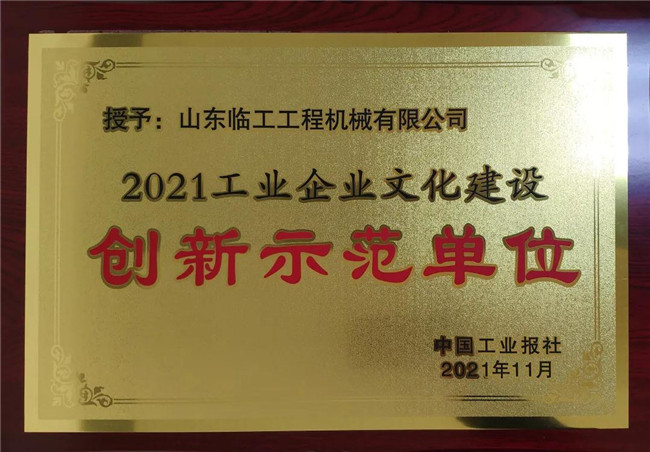 授予：山东临工工程机械有限公司
2021工业企业文化建设
创新示范单位
中国工业报社
2021年11月